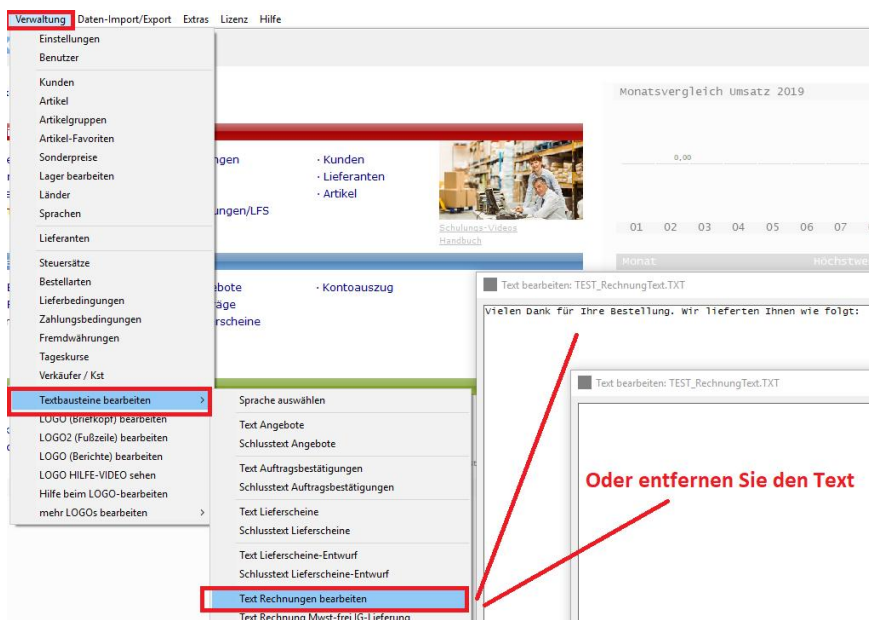 Verwaltung Daten-Import/Export Extras Lizenz Hilfe
Einstellungen
Benutzer
Kunden
Artikel
Artikelgruppen
Artikel-Favoriten
Sonderpreise
Lager bearbeiten
Länder
Sprachen
Lieferanten
Steuersätze
Bestellarten
Lieferbedingungen
Zahlungsbedingungen
Fremdwährungen
Tageskurse
Verkäufer / Kst
Textbausteine bearbeiten
LOGO (Briefkopf) bearbeiten
LOGO2 (Fußzeile) bearbeiten
LOGO (Berichte) bearbeiten
LOGO HILFE-VIDEO sehen
Hilfe beim LOGO-bearbeiten
mehr LOGOs bearbeiten
Sprache auswählen
Text Angebote
Schlusstext Angebote
Text Auftragsbestätigungen
Schlusstext Auftragsbestätigungen
Text Lieferscheine
Schlusstext Lieferscheine
Text Lieferscheine-Entwurf
Schlusstext Lieferscheine-Entwurf
Text Rechnungen bearbeiten
Text Rechnung Mwst-frei IG-Lieferung
· Kunden
· Lieferanten
· Artikel
ungen/LFS
Schulungs-Videos
Handbuch
· Kontoauszug
Monatsvergleich Umsatz 2019
0,00
01 02 03 04 05 06 07
Monat
Text bearbeiten: TEST_RechnungText.TXT
Vielen Dank für Ihre Bestellung. Wir lieferten Ihnen wie folgt:
Text bearbeiten: TEST_RechnungText.TXT
Oder entfernen Sie den Text